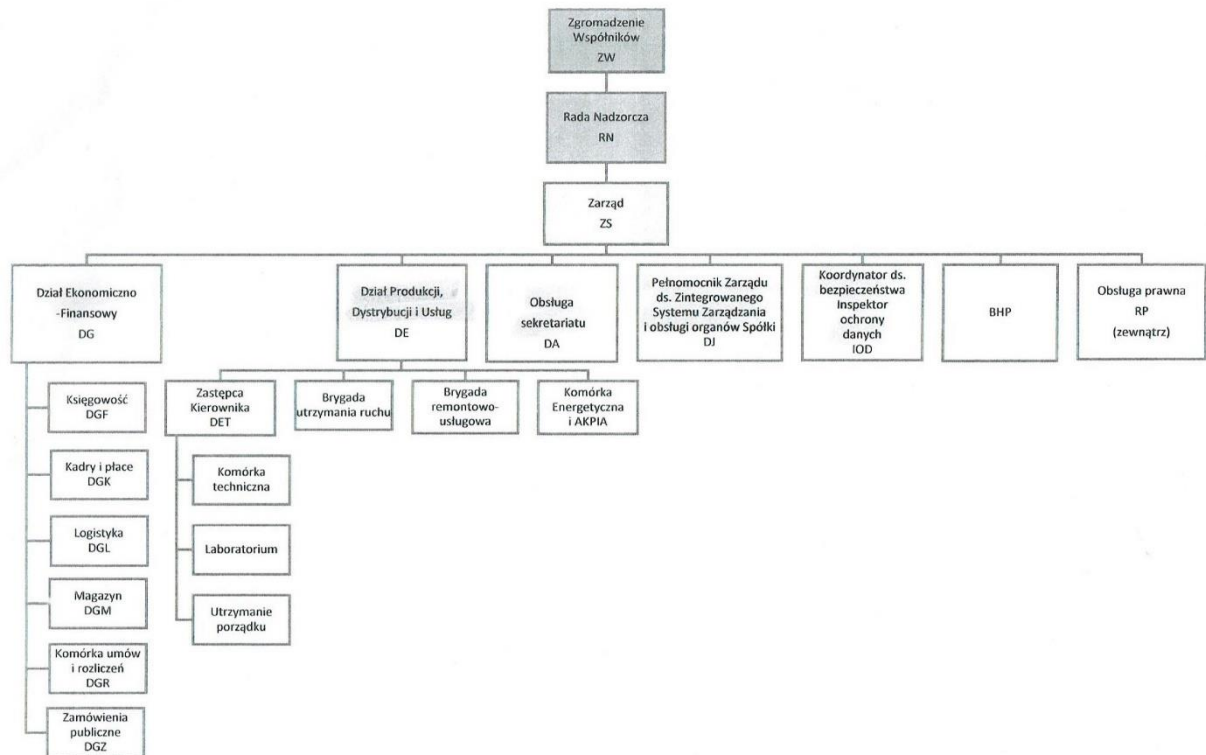 Zgromadzenie
Wspólników
ZW
Rada Nadzorcza
RN
Zarząd
ZS
Dział Ekonomiczno
-Finansowy
DG
Dział Produkcji,
Dystrybucji i Usług
DE
Obsługa
sekretariatu
DA
Pełnomocnik Zarządu
ds. Zintegrowanego
Systemu Zarządzania
i obsługi organów Spółki
DJ
Koordynator ds.
bezpieczeństwa
Inspektor
ochrony
danych
IOD
BHP
Obsługa prawna
RP
(zewnątrz)
Księgowość
DGF
Kadry i płace
DGK
Logistyka
DGL
Magazyn
DGM
Komórka umów
i rozliczeń
DGR
Zamówienia
publiczne
DGZ
Zastępca
Kierownika
DET
Brygada
utrzymania ruchu
Brygada
remontowo-
usługowa
Komórka
Energetyczna
i AKPIA
Komórka
techniczna
Laboratorium
Utrzymanie
porządku